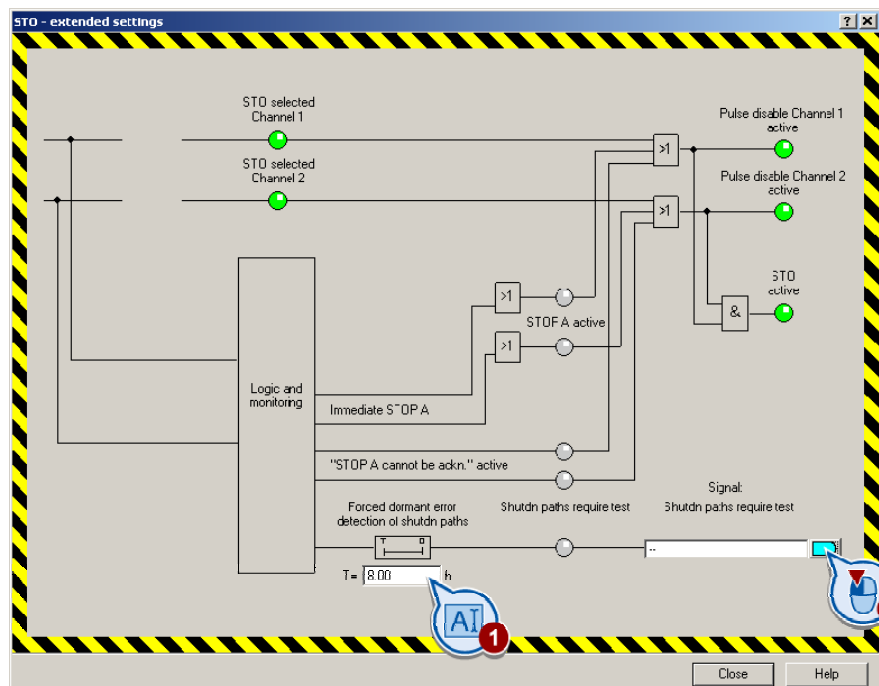 STO - extended settings
STO selected
Channel 1
Pulse disable Channel 1
active
>1
STO selected
Channel 2
Pulse disable Channel 2
active
>1
STO
active
>1
&
STOP A active
>1
Logic and
monitoring
Immediate STOP A
"STOP A cannot be ackn." active
Signal:
Forced dormant error
detection of shutdn paths
Shutdn paths require test
Shutdn paths require test
T
0
--
T= 8.00 h
AI
1
Close
Help